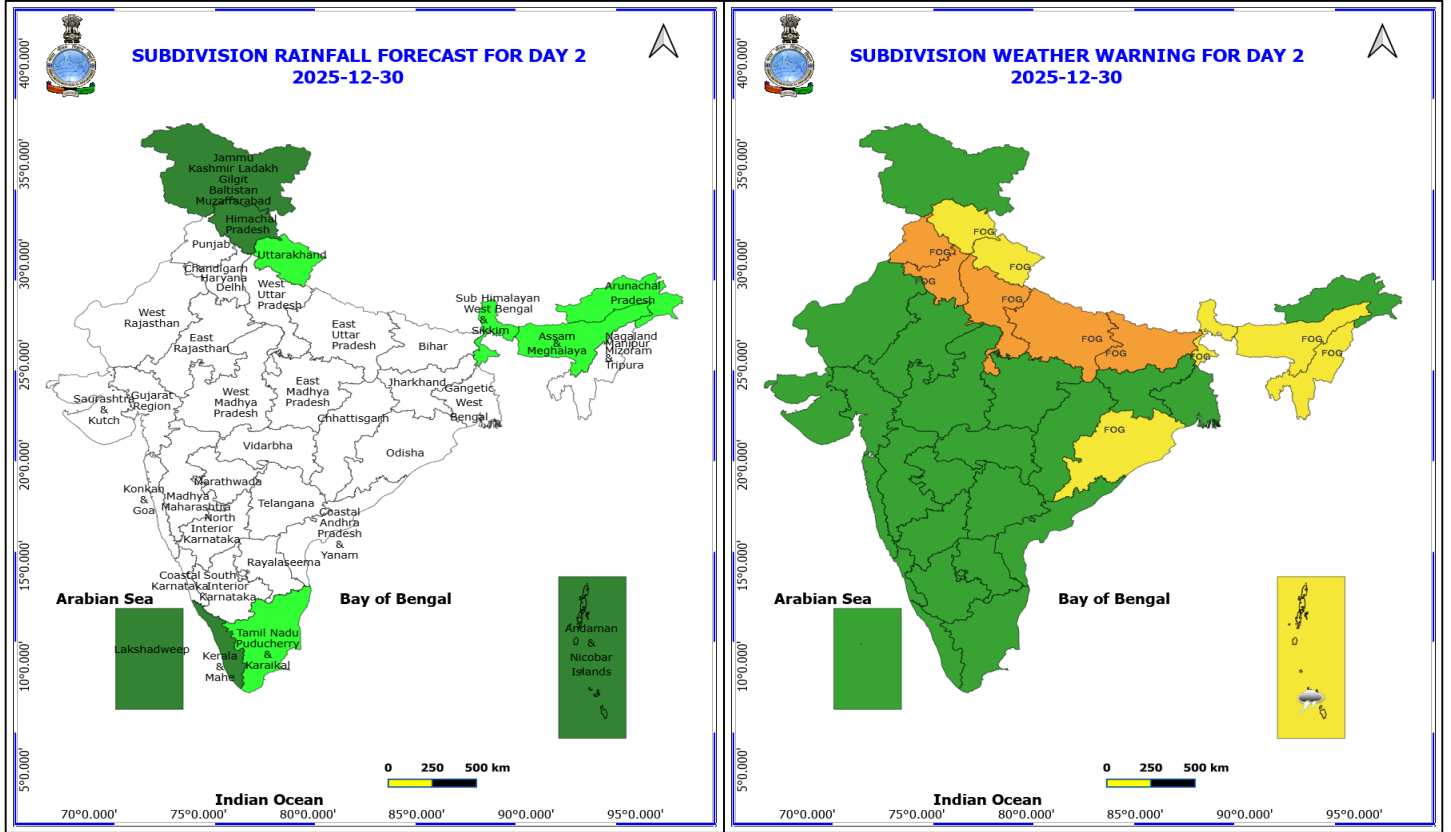 SUBDIVISION RAINFALL FORECAST FOR DAY 2
2025-12-30
40°0.000'
35°0.000'
30°0.000'
25°0.000'
20°0.000'
15°0.000'
10°0.000'
5°0.000'
Jammu
Kashmir Ladakh
Gilgit
Baltistan
Muzaffarabad
Himachal
Pradesh
Punjab
Uttarakhand
Chandigarh
Haryana
Delhi
West
Uttar
Pradesh
West
Rajasthan
East
Rajasthan
East
Uttar
Pradesh
Bihar
Sub Himalayan
West Bengal
&
Sikkim
Arunachal
Pradesh
Assam
&
Meghalaya
Nagaland
Manipur
Mizoram
&
Tripura
Saurashtra
&
Kutch
Gujarat
Region
West
Madhya
Pradesh
East
Madhya
Pradesh
Jharkhand
Gangetic
West
Bengal
Chhattisgarh
Vidarbha
Odisha
Konkan
&
Goa
Madhya
Maharashtra
Marathwada
Telangana
North
Interior
Karnataka
Coastal
Andhra
Pradesh
&
Yanam
Rayalaseema
Coastal
Karnataka
South
Interior
Karnataka
Arabian Sea
Bay of Bengal
Lakshadweep
Kerala
&
Mahe
Tamil Nadu
Puducherry
&
Karaikal
Andaman
&
Nicobar
Islands
0 250 500 km
Indian Ocean
70°0.000' 75°0.000' 80°0.000' 85°0.000' 90°0.000' 95°0.000'
SUBDIVISION WEATHER WARNING FOR DAY 2
2025-12-30
40°0.000'
35°0.000'
30°0.000'
25°0.000'
20°0.000'
15°0.000'
10°0.000'
5°0.000'
FOG
FOG
FOG
FOG
FOG
FOG
FOG
FOG
FOG
FOG
FOG
Arabian Sea
Bay of Bengal
0 250 500 km
Indian Ocean
70°0.000' 75°0.000' 80°0.000' 85°0.000' 90°0.000' 95°0.000'